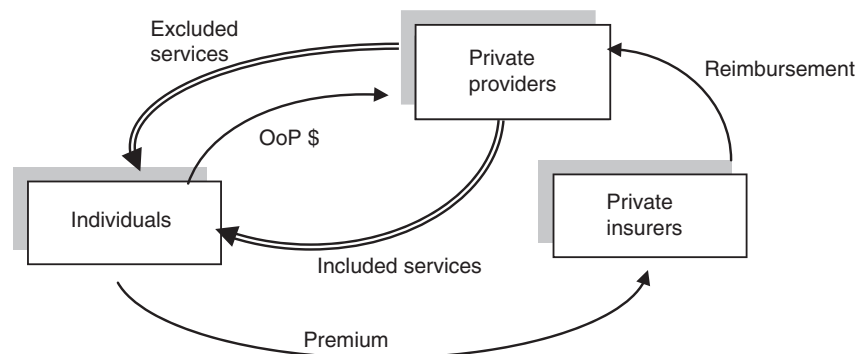 Excluded
services
Private
providers
Reimbursement
OoP $
Individuals
Private
insurers
Included services
Premium